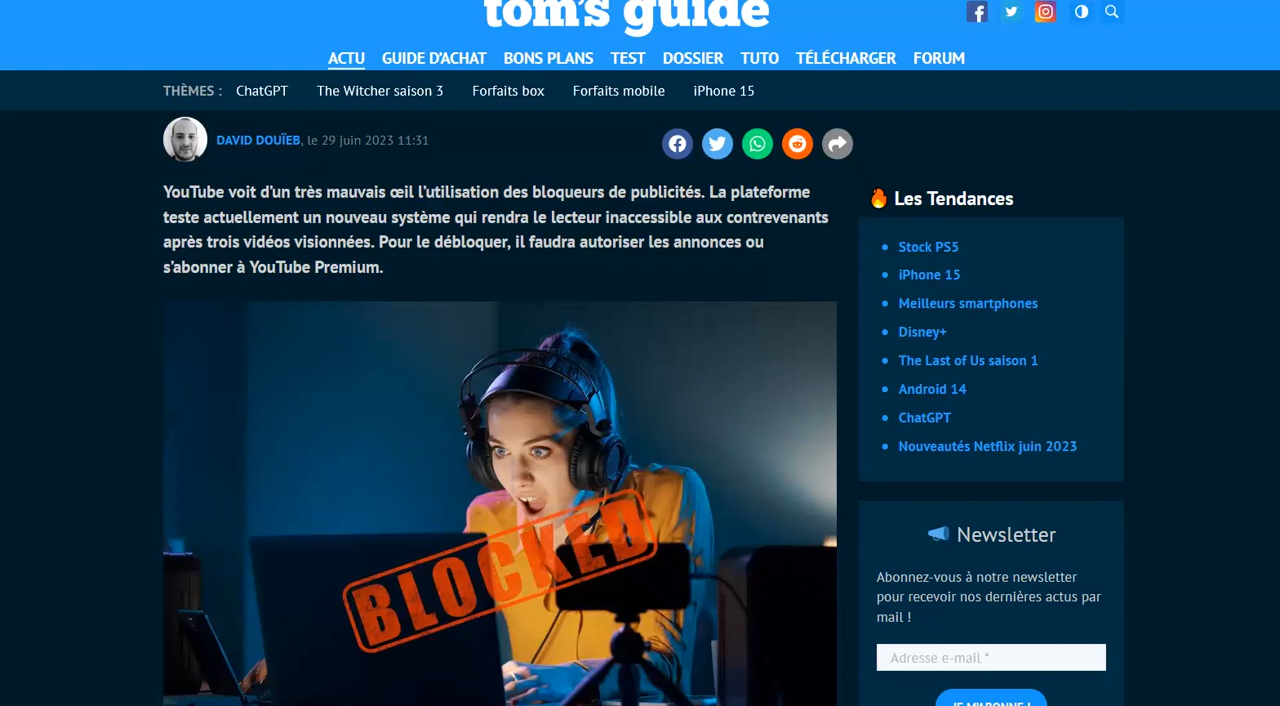 tom's guide
ACTU GUIDE D'ACHAT BONS PLANS TEST DOSSIER TUTO TÉLÉCHARGER FORUM
THÈMES : ChatGPT The Witcher saison 3 Forfaits box Forfaits mobile iPhone 15
DAVID DOUÏEB, le 29 juin 2023 11:31
YouTube voit d'un très mauvais œil l'utilisation des bloqueurs de publicités. La plateforme
teste actuellement un nouveau système qui rendra le lecteur inaccessible aux contrevenants
après trois vidéos visionnées. Pour le débloquer, il faudra autoriser les annonces ou
s'abonner à YouTube Premium.
BLOCKED
Les Tendances
Stock PS5
iPhone 15
Meilleurs smartphones
Disney+
The Last of Us saison 1
Android 14
ChatGPT
Nouveautés Netflix juin 2023
Newsletter
Abonnez-vous à notre newsletter
pour recevoir nos dernières actus par
mail !
Adresse e-mail *
JE M'ABONNE !